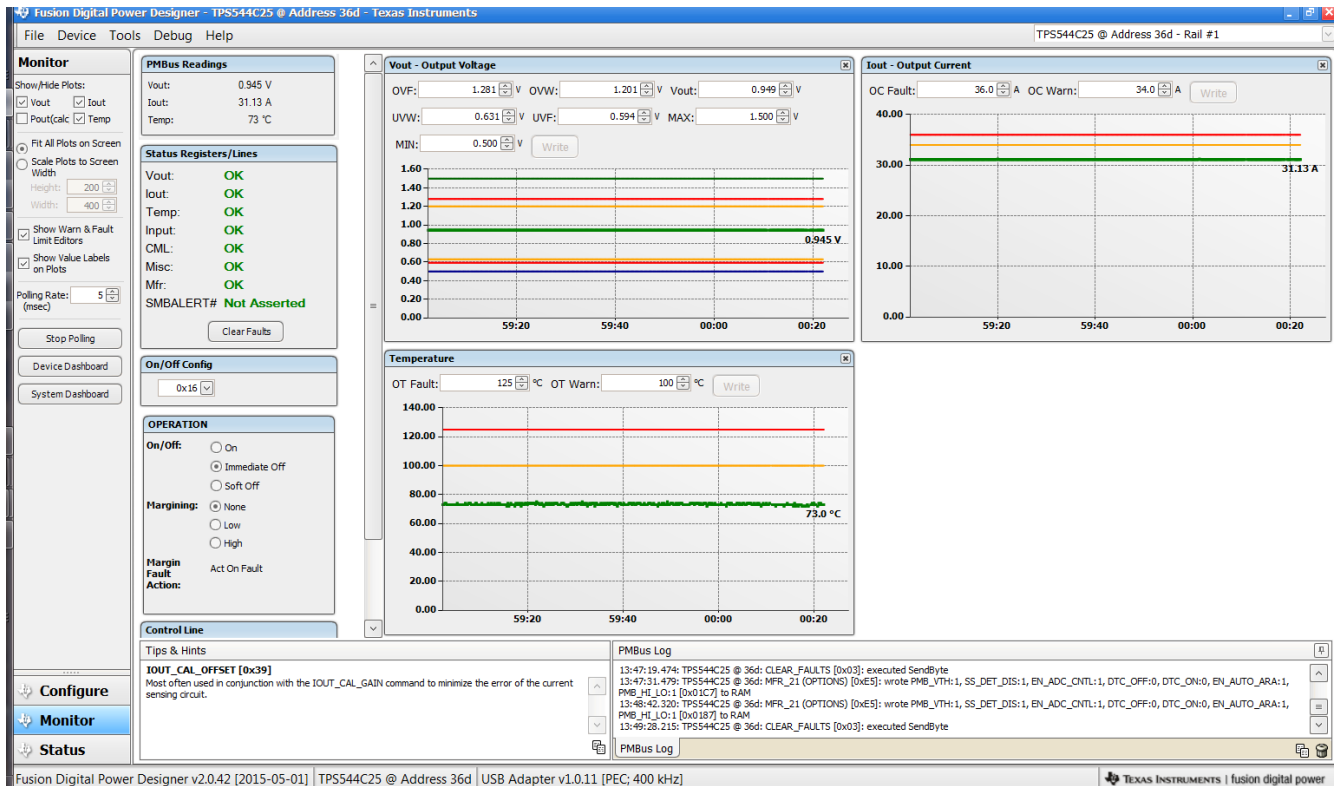 Fusion Digital Power Designer - TPS544C25 @ Address 36d - Texas Instruments
File Device Tools Debug Help
TPS544C25 @ Address 36d - Rail #1
Monitor
Show/Hide Plots:
Vout Iout
Pout(calc Temp
Fit All Plots on Screen
Scale Plots to Screen
Width
Height: 200
Width: 400
Show Warn & Fault
Limit Editors
Show Value Labels
on Plots
Polling Rate: 5
(msec)
Stop Polling
Device Dashboard
System Dashboard
Configure
Monitor
Status
PMBus Readings
Vout: 0.945 V
Iout: 31.13 A
Temp: 73 °C
Status Registers/Lines
Vout: OK
Iout: OK
Temp: OK
Input: OK
CML: OK
Misc: OK
Mfr: OK
SMBALERT# Not Asserted
Clear Faults
On/Off Config
0x16
OPERATION
On/Off: On
Immediate Off
Soft Off
Margining: None
Low
High
Margin
Fault
Action:
Act On Fault
Control Line
Vout - Output Voltage
OVF: 1.281 V OVW: 1.201 V Vout: 0.949 V
UVW: 0.631 V UVF: 0.594 V MAX: 1.500 V
MIN: 0.500 V Write
1.60
1.40
1.20
1.00
0.80
0.60
0.40
0.20
0.00
0.945 V
59:20 59:40 00:00 00:20
Iout - Output Current
OC Fault: 36.0 A OC Warn: 34.0 A Write
40.00
30.00
20.00
10.00
0.00
31.13 A
59:20 59:40 00:00 00:20
Temperature
OT Fault: 125 °C OT Warn: 100 °C Write
140.00
120.00
100.00
80.00
60.00
40.00
20.00
0.00
73.0 °C
59:20 59:40 00:00 00:20
Tips & Hints
IOUT_CAL_OFFSET [0x39]
Most often used in conjunction with the IOUT_CAL_GAIN command to minimize the error of the current
sensing circuit.
PMBus Log
13:47:19.474: TPS544C25 @ 36d: CLEAR_FAULTS [0x03]: executed SendByte
13:47:31.479: TPS544C25 @ 36d: MFR_21 (OPTIONS) [0xE5]: wrote PMB_VTH:1, SS_DET_DIS:1, EN_ADC_CNTL:1, DTC_OFF:0, DTC_ON:0, EN_AUTO_ARA:1,
PMB_HI_LO:1 [0x01C7] to RAM
13:48:42.320: TPS544C25 @ 36d: MFR_21 (OPTIONS) [0xE5]: wrote PMB_VTH:1, SS_DET_DIS:1, EN_ADC_CNTL:1, DTC_OFF:0, DTC_ON:0, EN_AUTO_ARA:1,
PMB_HI_LO:1 [0x0187] to RAM
13:49:28.215: TPS544C25 @ 36d: CLEAR_FAULTS [0x03]: executed SendByte
PMBus Log
Fusion Digital Power Designer v2.0.42 [2015-05-01] TPS544C25 @ Address 36d USB Adapter v1.0.11 [PEC; 400 kHz]
TEXAS INSTRUMENTS | fusion digital power